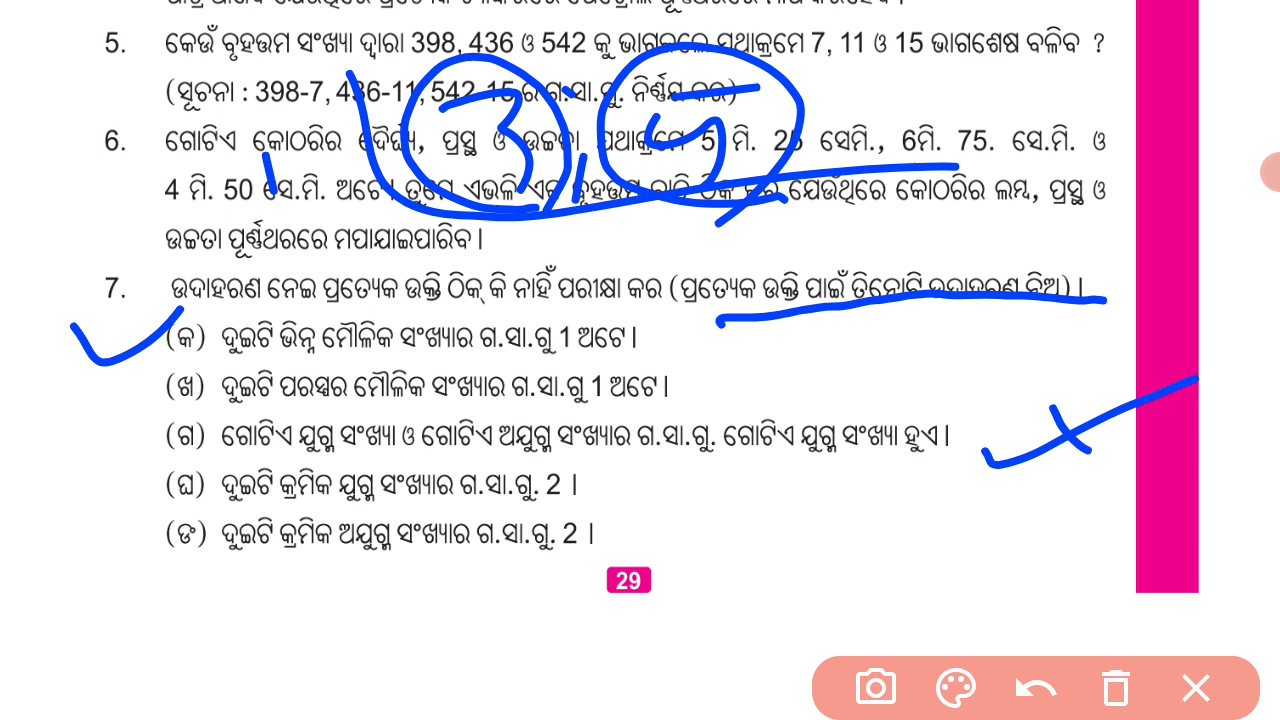 5. କେଉଁ ବୃହତ୍ତମ ସଂଖ୍ୟା ଦ୍ୱାରା 398, 436 ଓ 542 କୁ ଭାଗକଲେ ଯଥାକ୍ରମେ 7, 11 ଓ 15 ଭାଗଶେଷ ବଳିବ ?
(ସୂଚନା : 398-7, 436-11, 542-15 ର ଗ.ସା.ଗୁ. ନିର୍ଣ୍ଣୟ କର)
6. ଗୋଟିଏ କୋଠରିର ଦୈର୍ଘ୍ୟ, ପ୍ରସ୍ଥ ଓ ଉଚ୍ଚତା ଯଥାକ୍ରମେ 5 ମି. 25 ସେମି., 6ମି. 75. ସେ.ମି. ଓ
4 ମି. 50 ସେ.ମି. ଅଟେ। ତୁମେ ଏଭଳି ଏକ ବୃହତ୍ତମ ଠିକ୍ କର ଯେଉଁଥିରେ କୋଠରିର ଲମ୍ବ, ପ୍ରସ୍ଥ ଓ
ଉଚ୍ଚତା ପୂର୍ଣ୍ଣଥରରେ ମପାଯାଇପାରିବ।
7. ଉଦାହରଣ ନେଇ ପ୍ରତ୍ୟେକ ଉକ୍ତି ଠିକ୍ କି ନାହିଁ ପରୀକ୍ଷା କର (ପ୍ରତ୍ୟେକ ଉକ୍ତି ପାଇଁ ତିନୋଟି ଉଦାହରଣ ନିଅ)।
(କ) ଦୁଇଟି ଭିନ୍ନ ମୌଳିକ ସଂଖ୍ୟାର ଗ.ସା.ଗୁ 1 ଅଟେ।
(ଖ) ଦୁଇଟି ପରସ୍ପର ମୌଳିକ ସଂଖ୍ୟାର ଗ.ସା.ଗୁ 1 ଅଟେ।
(ଗ) ଗୋଟିଏ ଯୁଗ୍ମ ସଂଖ୍ୟା ଓ ଗୋଟିଏ ଅଯୁଗ୍ମ ସଂଖ୍ୟାର ଗ.ସା.ଗୁ. ଗୋଟିଏ ଯୁଗ୍ମ ସଂଖ୍ୟା ହୁଏ।
(ଘ) ଦୁଇଟି କ୍ରମିକ ଯୁଗ୍ମ ସଂଖ୍ୟାର ଗ.ସା.ଗୁ. 2 ।
(ଙ) ଦୁଇଟି କ୍ରମିକ ଅଯୁଗ୍ମ ସଂଖ୍ୟାର ଗ.ସା.ଗୁ. 2 ।
29